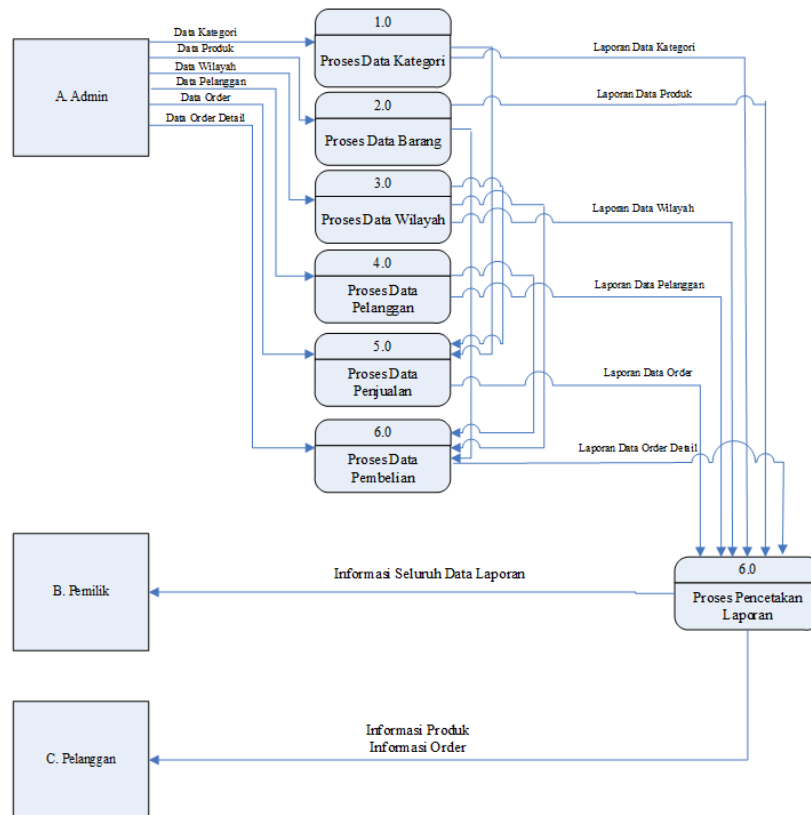 Data Kategori
Data Produk
Data Wilayah
Data Pelanggan
Data Order
Data Order Detail
A. Admin
1.0
Proses Data Kategori
2.0
Proses Data Barang
3.0
Proses Data Wilayah
4.0
Proses Data
Pelanggan
5.0
Proses Data
Penjualan
6.0
Proses Data
Pembelian
Laporan Data Kategori
Laporan Data Produk
Laporan Data Wilayah
Laporan Data Pelanggan
Laporan Data Order
Laporan Data Order Detail
6.0
Proses Pencetakan
Laporan
B. Pemilik
Informasi Seluruh Data Laporan
C. Pelanggan
Informasi Produk
Informasi Order